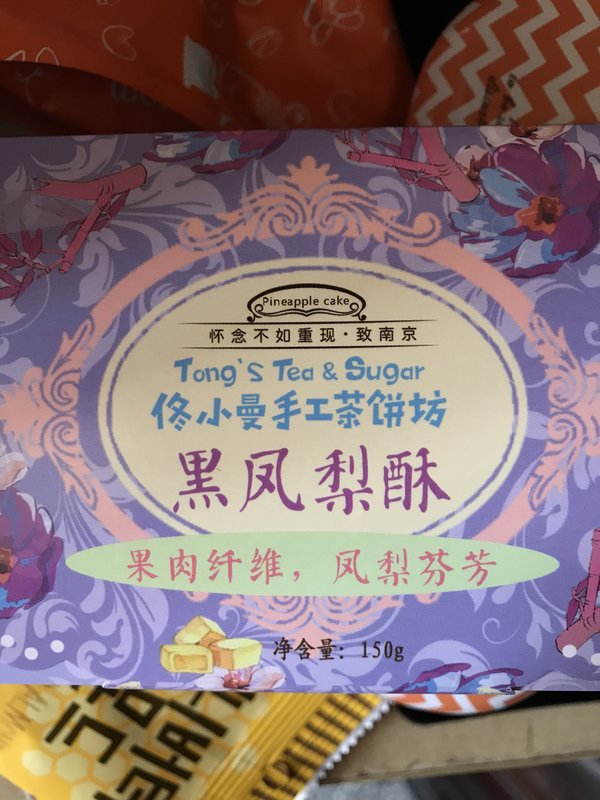 Pineapple cake
怀念不如重现·致南京
Tong's Tea & Sugar
佟小曼手工茶饼坊
黑凤梨酥
果肉纤维，凤梨芬芳
净含量：150g